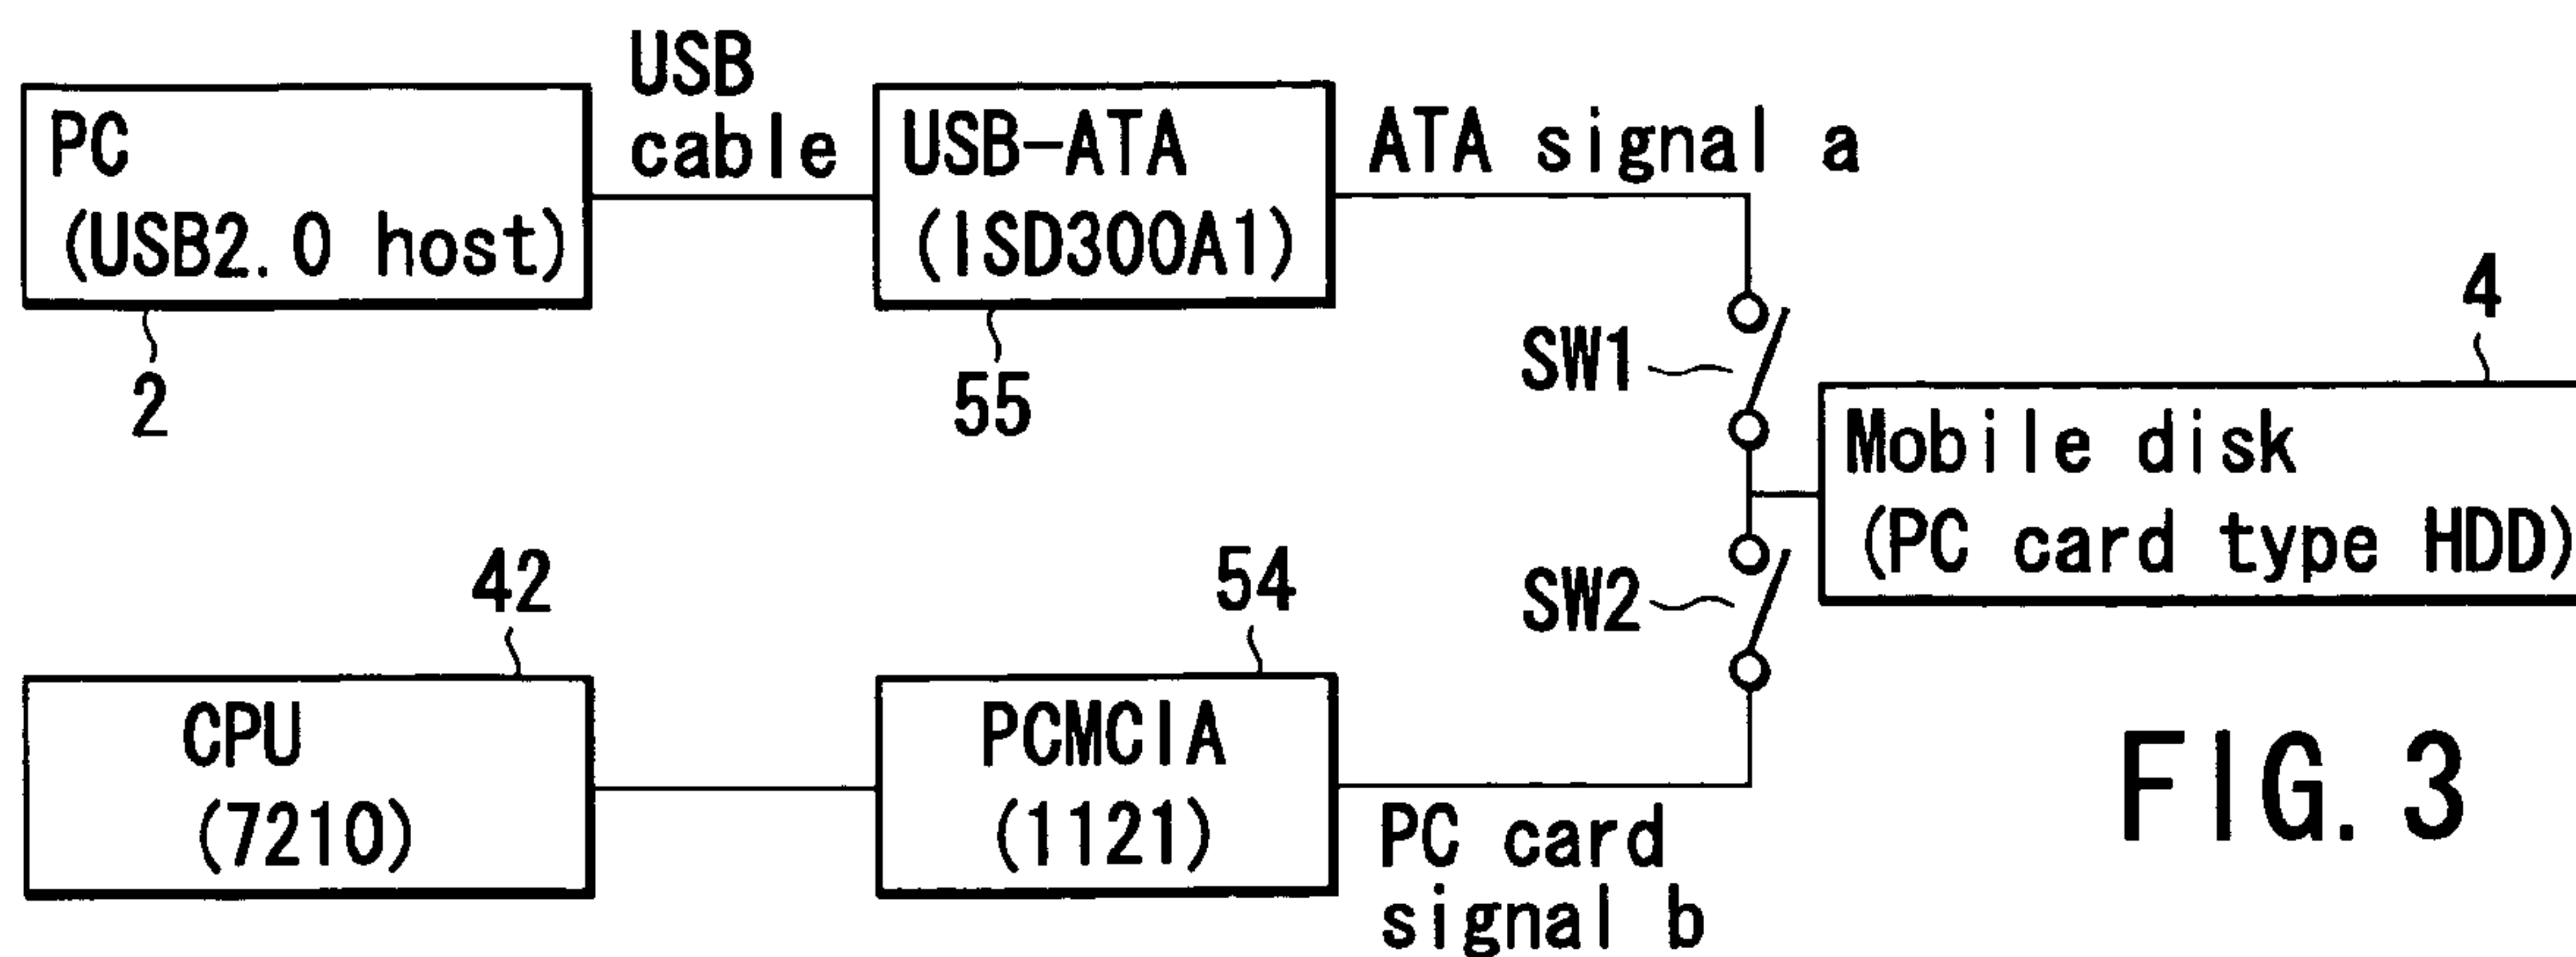 PC
(USB2.0 host)
2
USB
cable
USB-ATA
(ISD300A1)
55
ATA signal a
SW1
SW2
4
Mobile disk
(PC card type HDD)
42
CPU
(7210)
54
PCMCIA
(1121)
PC card
signal b
FIG. 3